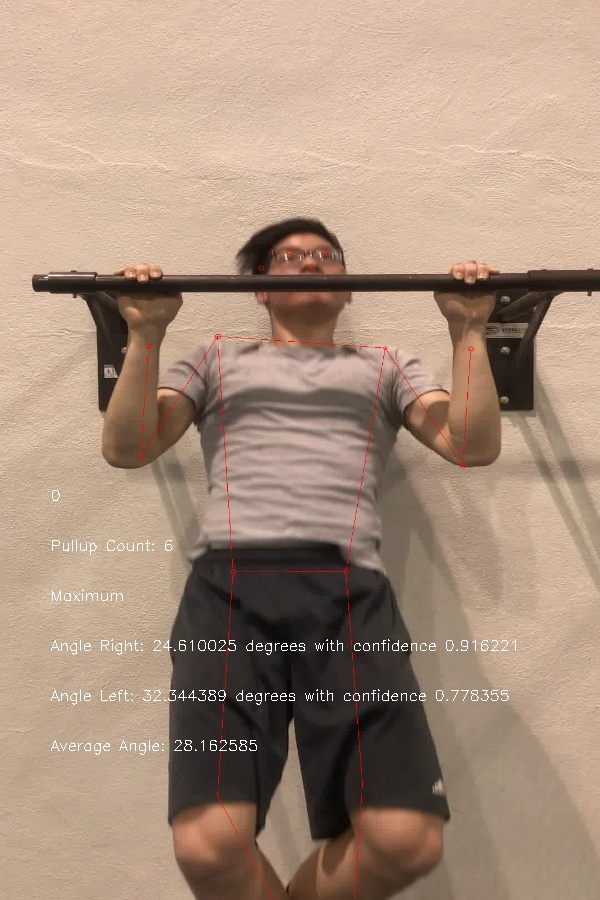 0
Pullup Count: 6
Maximum
Angle Right: 24.610025 degrees with confidence 0.916221
Angle Left: 32.344389 degrees with confidence 0.778355
Average Angle: 28.162585